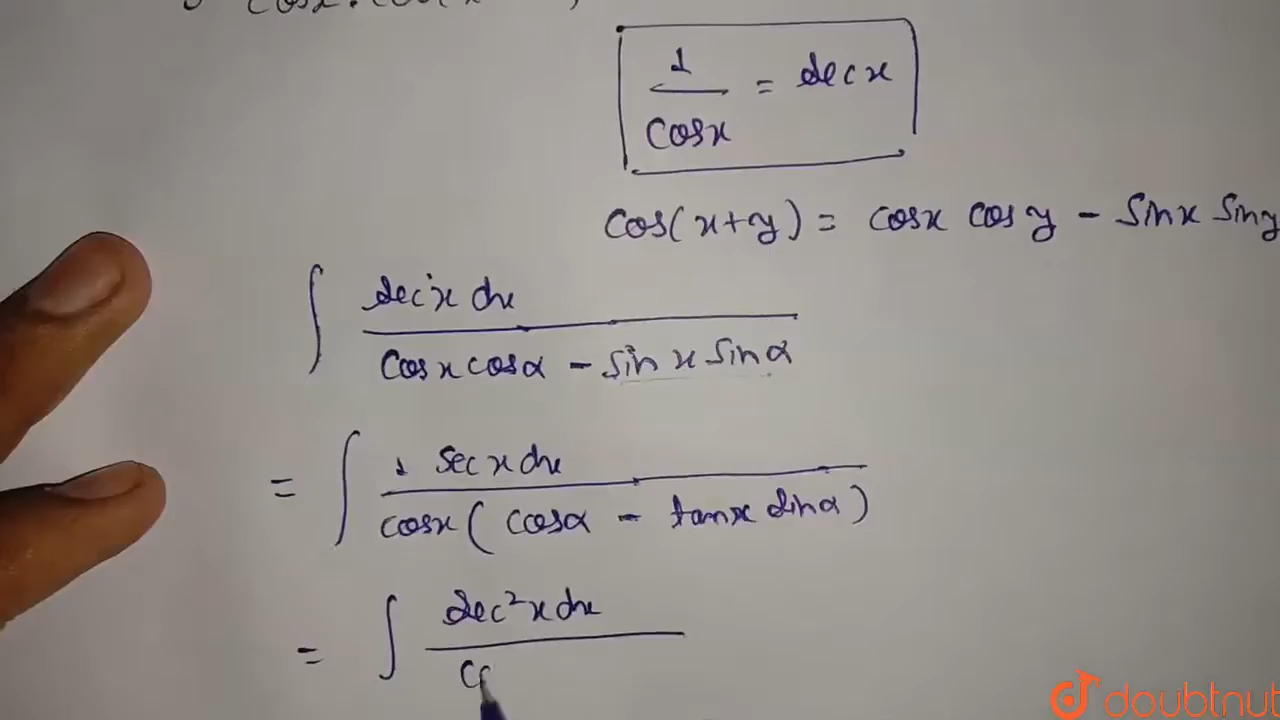 1
cosx = secx
cos(x+y) = cosx cosy - sinx siny
∫ secx dx
cosx cosα - sinx sinα
= ∫ 1 secx dx
cosx( cosα - tanx sinα)
= ∫ sec²x dx
doubtnut